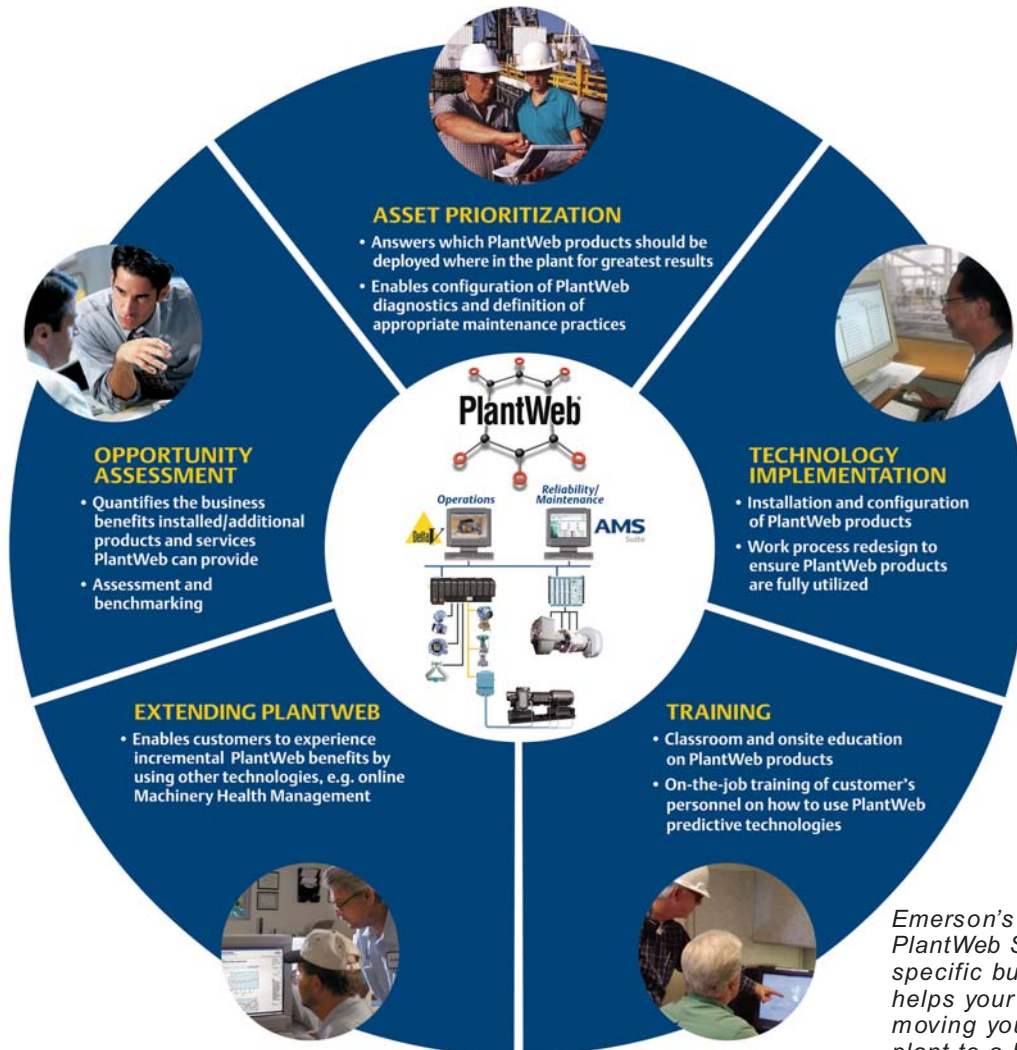 ASSET PRIORITIZATION
• Answers which PlantWeb products should be
deployed where in the plant for greatest results
• Enables configuration of PlantWeb
diagnostics and definition of
appropriate maintenance practices
OPPORTUNITY
ASSESSMENT
• Quantifies the business
benefits installed/additional
products and services
PlantWeb can provide
• Assessment and
benchmarking
PlantWeb
Operations
Reliability/
Maintenance
DeltaV
AMS
Suite
TECHNOLOGY
IMPLEMENTATION
• Installation and configuration
of PlantWeb products
• Work process redesign to
ensure PlantWeb products
are fully utilized
EXTENDING PLANTWEB
• Enables customers to experience
incremental PlantWeb benefits by
using other technologies, e.g. online
Machinery Health Management
TRAINING
• Classroom and onsite education
on PlantWeb products
• On-the-job training of customer's
personnel on how to use PlantWeb
predictive technologies
Emerson's
PlantWeb S
specific bu
helps your
moving you